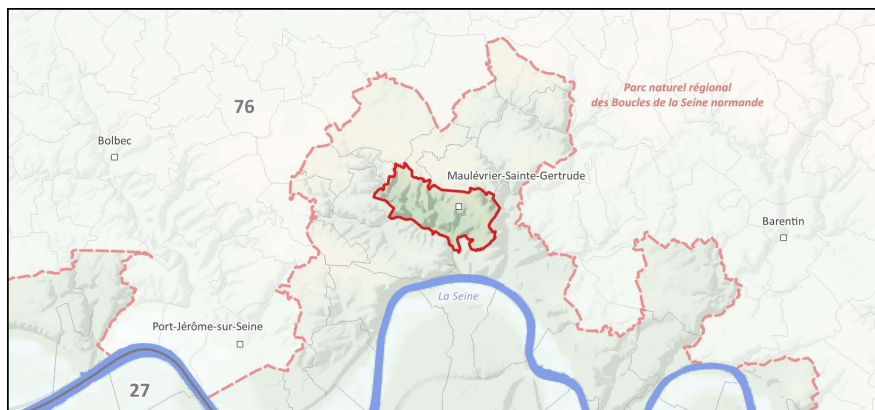 Parc naturel régional
des Boucles de la Seine normande
76
Bolbec
Maulévrier-Sainte-Gertrude
Barentin
La Seine
Port-Jérôme-sur-Seine
27